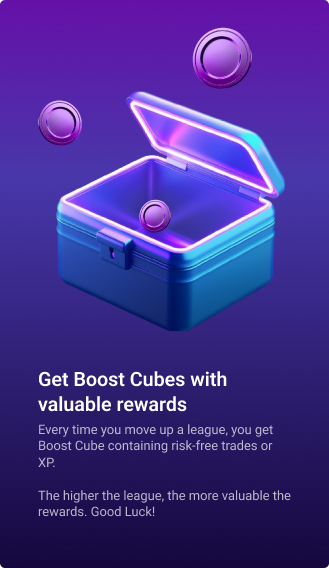 Get Boost Cubes with
valuable rewards
Every time you move up a league, you get
Boost Cube containing risk-free trades or
XP.
The higher the league, the more valuable the
rewards. Good Luck!